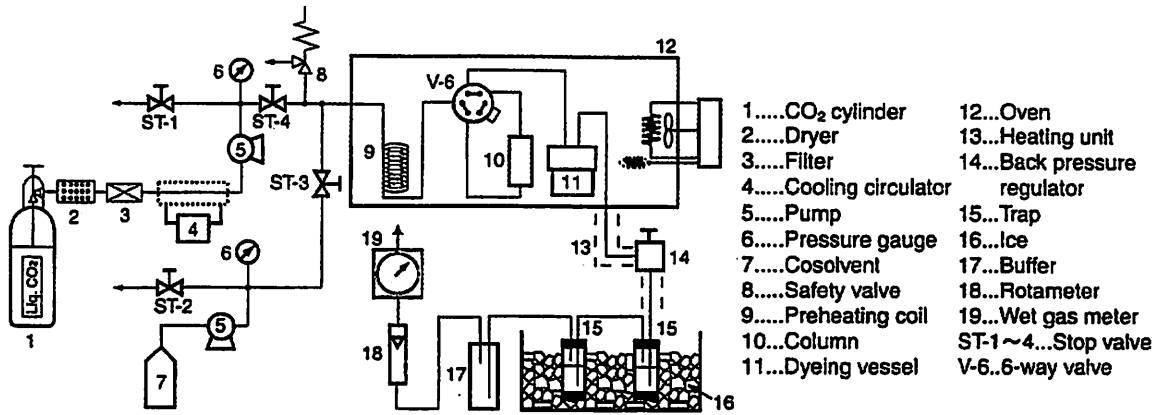 12
6
8
V-6
ST-1
ST-4
5
9
10
11
ST-3
2
3
4
6
19
13
14
ST-2
Liq. CO₂
5
15
15
1
7
18
17
16
1.....CO₂ cylinder
2.....Dryer
3.....Filter
4.....Cooling circulator
5.....Pump
6.....Pressure gauge
7.....Cosolvent
8.....Safety valve
9.....Preheating coil
10...Column
11...Dyeing vessel
12...Oven
13...Heating unit
14...Back pressure
regulator
15...Trap
16...Ice
17...Buffer
18...Rotameter
19...Wet gas meter
ST-1～4...Stop valve
V-6..6-way valve